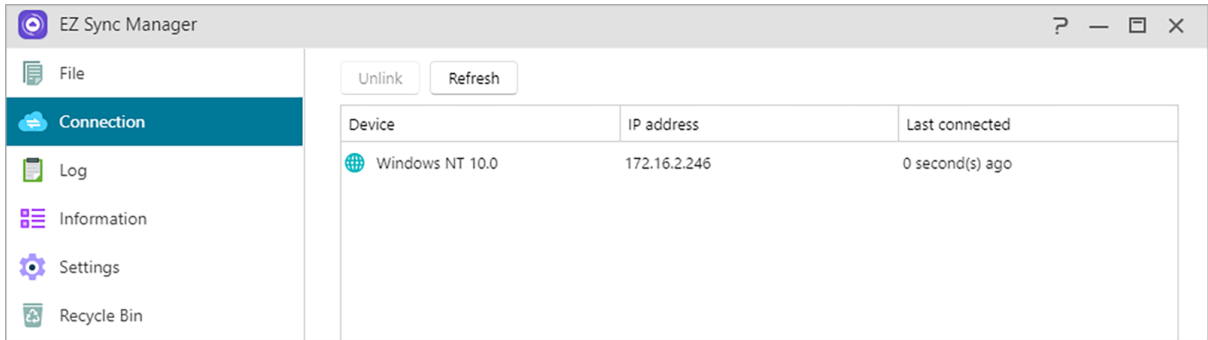 EZ Sync Manager
File
Connection
Log
Information
Settings
Recycle Bin
Unlink Refresh
Device IP address Last connected
Windows NT 10.0 172.16.2.246 0 second(s) ago